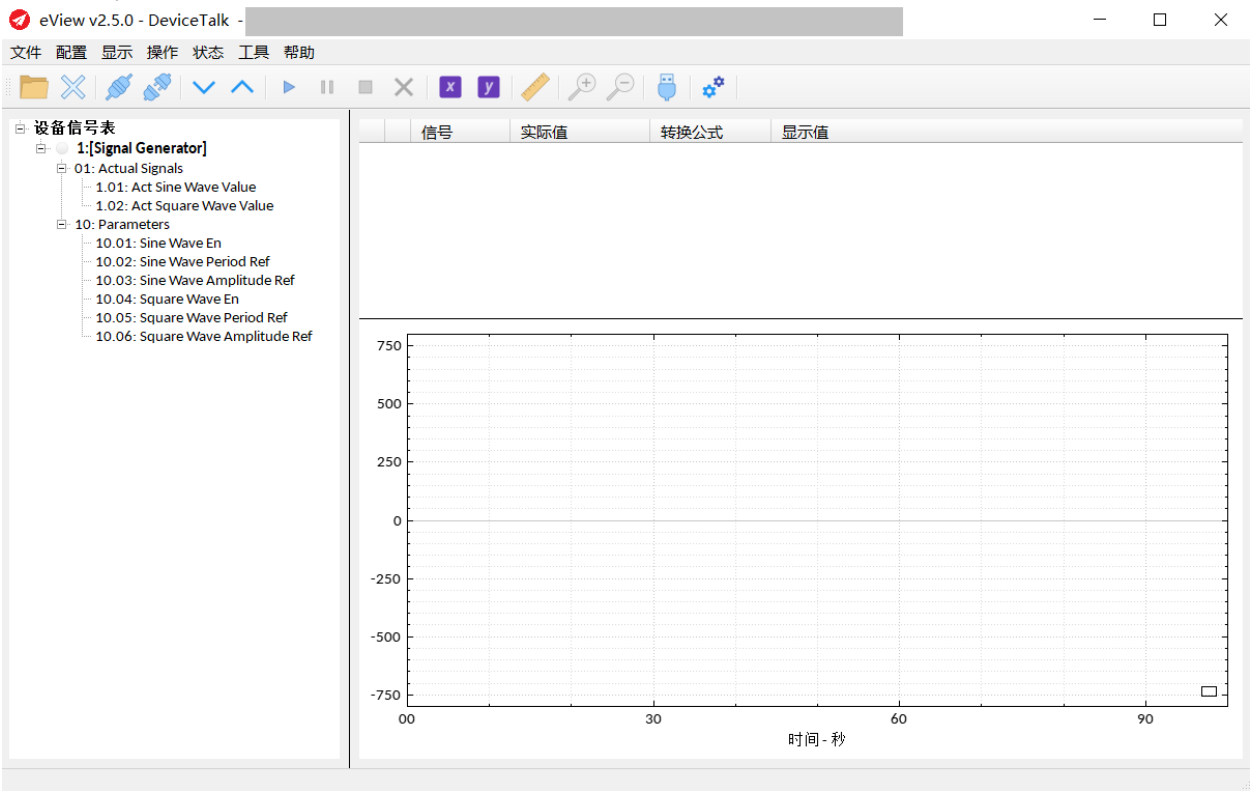 eView v2.5.0 - DeviceTalk -
文件 配置 显示 操作 状态 工具 帮助
x y
设备信号表
1:[Signal Generator]
01: Actual Signals
1.01: Act Sine Wave Value
1.02: Act Square Wave Value
10: Parameters
10.01: Sine Wave En
10.02: Sine Wave Period Ref
10.03: Sine Wave Amplitude Ref
10.04: Square Wave En
10.05: Square Wave Period Ref
10.06: Square Wave Amplitude Ref
信号 实际值 转换公式 显示值
750
500
250
0
-250
-500
-750
00 30 60 90
时间 - 秒